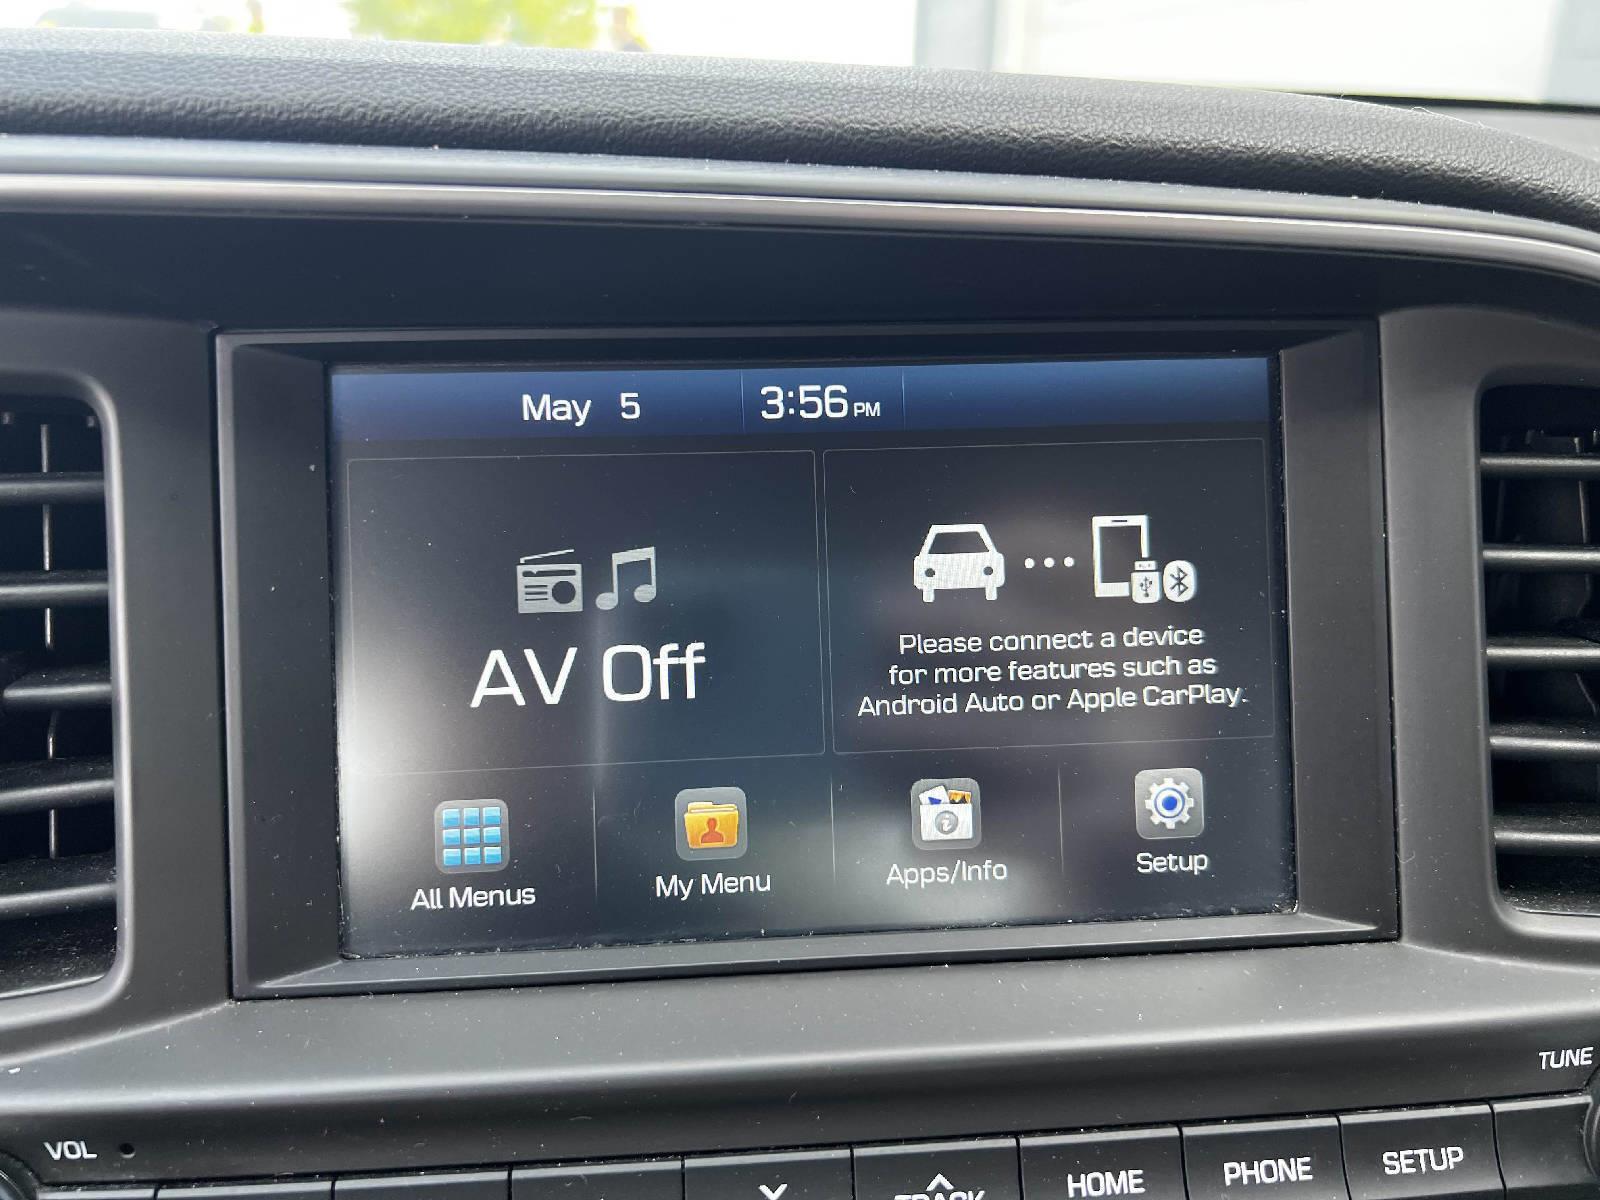 May 5 3:56 PM
AV Off
Please connect a device
for more features such as
Android Auto or Apple CarPlay.
All Menus
My Menu
Apps/Info
Setup
TUNE
VOL
TRACK
HOME
PHONE
SETUP